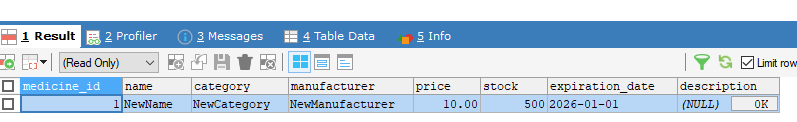 1 Result 2 Profiler 3 Messages 4 Table Data 5 Info
(Read Only) Limit row
medicine_id name category manufacturer price stock expiration_date description
1 NewName NewCategory NewManufacturer 10.00 500 2026-01-01 (NULL) 0K